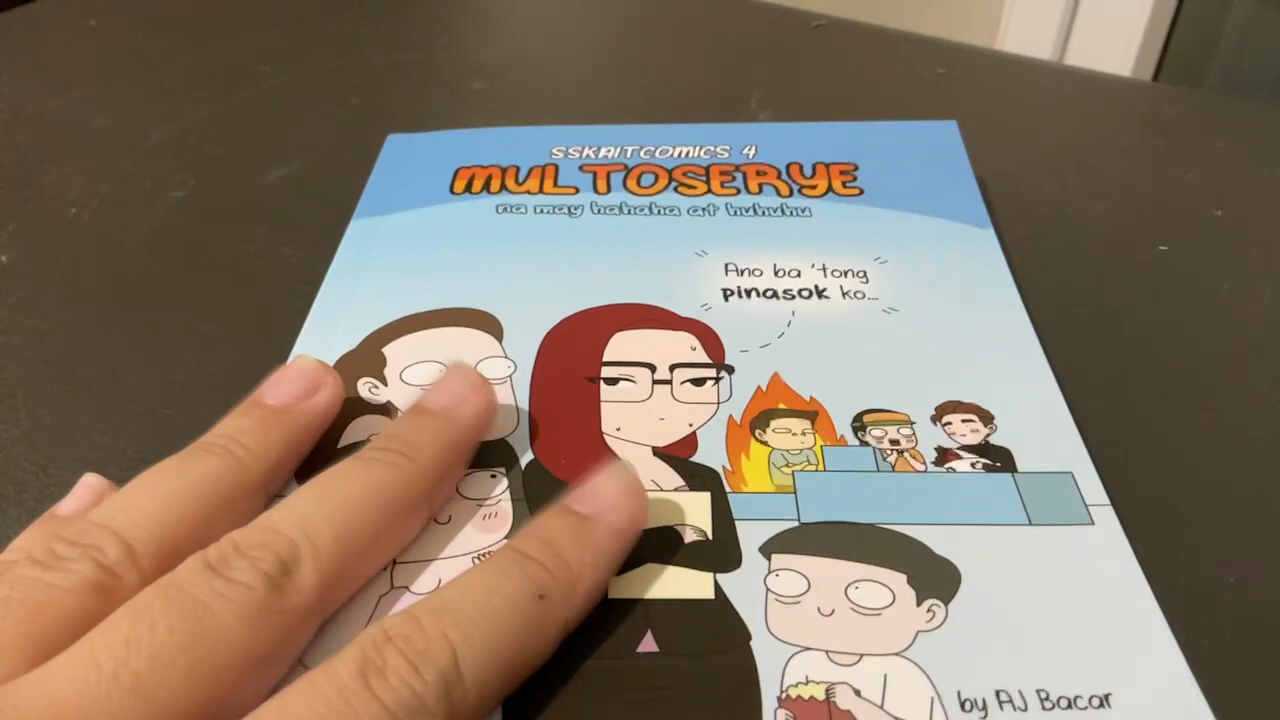 SSKAITCOMICS 4
MULTOSERYE
na may hahaha at huhuhu
Ano ba 'tong
pinasok ko...
by AJ Bacar